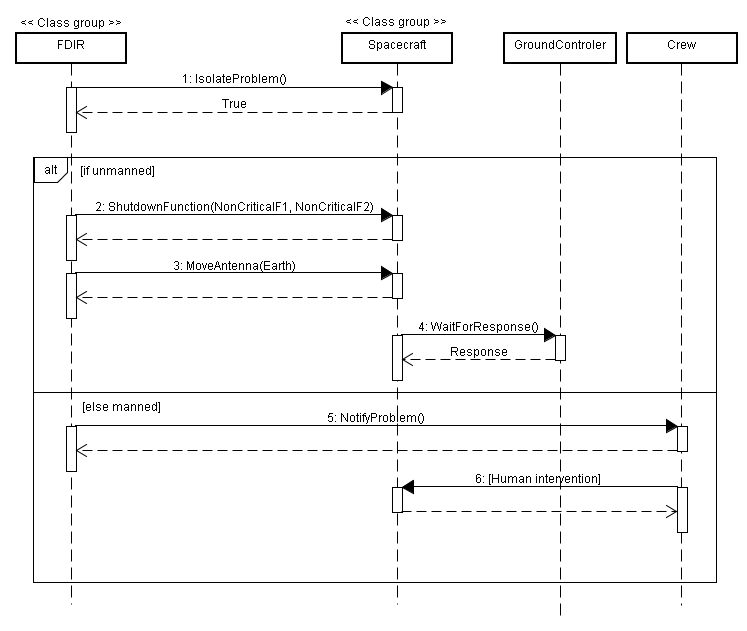 << Class group >>
<< Class group >>
FDIR
Spacecraft
GroundControler
Crew
1: IsolateProblem()
True
alt
[if unmanned]
2: ShutdownFunction(NonCriticalF1, NonCriticalF2)
3: MoveAntenna(Earth)
4: WaitForResponse()
Response
[else manned]
5: NotifyProblem()
6: [Human intervention]